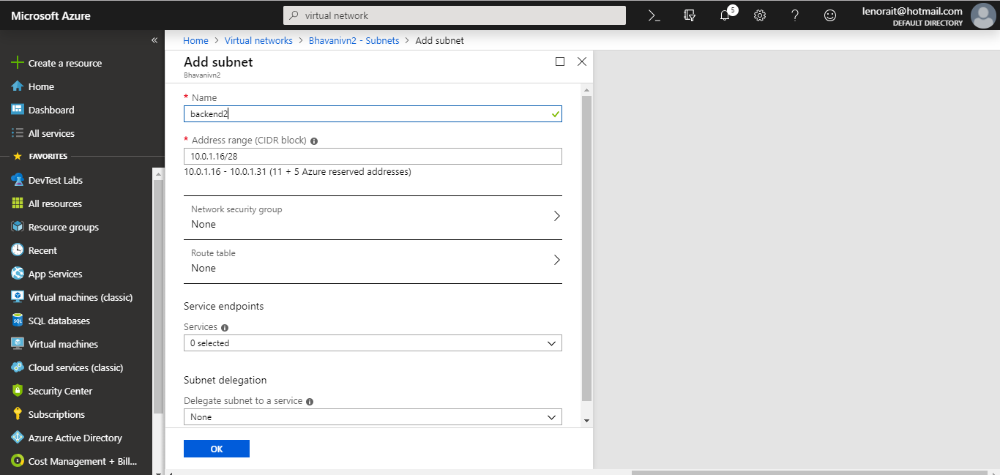 Microsoft Azure
virtual network
5
lenorait@hotmail.com
DEFAULT DIRECTORY
«
Create a resource
Home
Dashboard
All services
FAVORITES
DevTest Labs
All resources
Resource groups
Recent
App Services
Virtual machines (classic)
SQL databases
Virtual machines
Cloud services (classic)
Security Center
Subscriptions
Azure Active Directory
Cost Management + Bill...
Home > Virtual networks > Bhavanivn2 - Subnets > Add subnet
Add subnet
Bhavanivn2
* Name
backend2
* Address range (CIDR block)
10.0.1.16/28
10.0.1.16 - 10.0.1.31 (11 + 5 Azure reserved addresses)
Network security group
None
Route table
None
Service endpoints
Services
0 selected
Subnet delegation
Delegate subnet to a service
None
OK